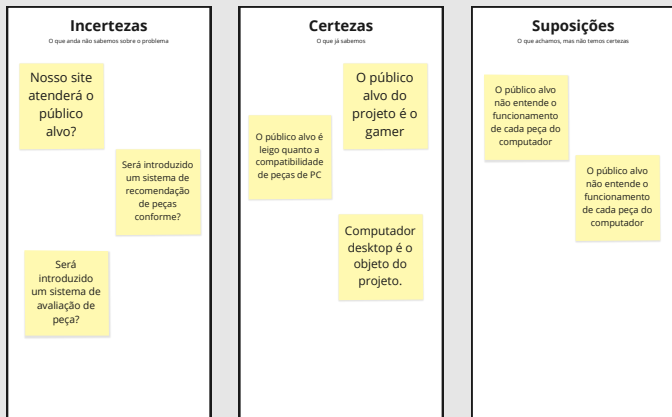 Incertezas
O que anda não sabemos sobre o problema
Nosso site
atenderá o
público
alvo?
Será introduzido
um sistema de
recomendação
de peças
conforme?
Será
introduzido
um sistema de
avaliação de
peça?
Certezas
O que já sabemos
O público
alvo do
projeto é o
gamer
O público alvo é
leigo quanto a
compatibilidade
de peças de PC
Computador
desktop é o
objeto do
projeto.
Suposições
O que achamos, mas não temos certezas
O público alvo
não entende o
funcionamento
de cada peça do
computador
O público alvo
não entende o
funcionamento
de cada peça do
computador